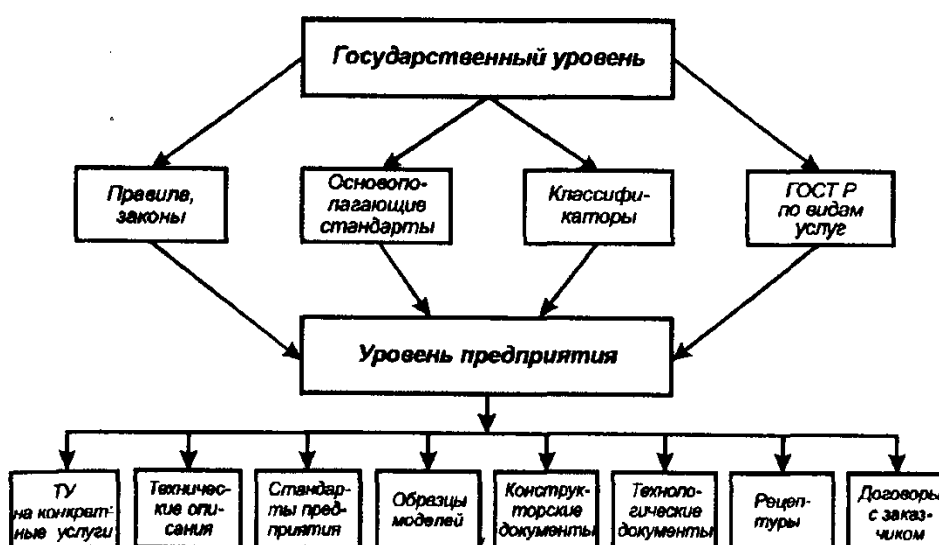 Государственный уровень
Правила,
законы
Основопо-
лагающие
стандарты
Классифи-
каторы
ГОСТ Р
по видам
услуг
Уровень предприятия
ТУ
на конкрет-
ные услуги
Техничес-
кие опи-
сания
Стандар-
ты пред-
приятия
Образцы
моделей
Конструк-
торские
документы
Техноло-
гические
документы
Рецеп-
туры
Договоры
с заказ-
чиком